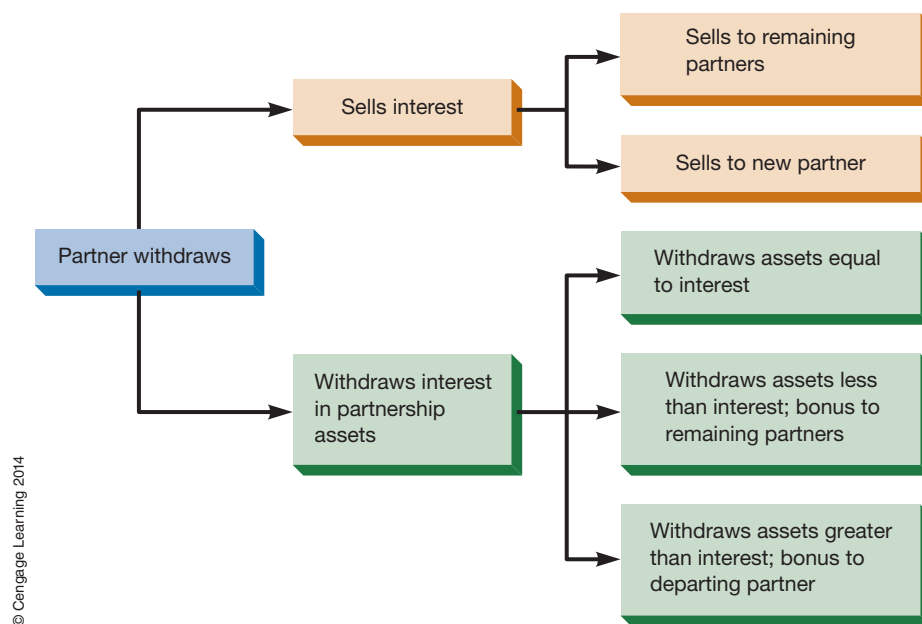 Sells to remaining
partners
Sells interest
Sells to new partner
Partner withdraws
Withdraws assets equal
to interest
Withdraws interest
in partnership
assets
Withdraws assets less
than interest; bonus to
remaining partners
Withdraws assets greater
than interest; bonus to
departing partner
© Cengage Learning 2014